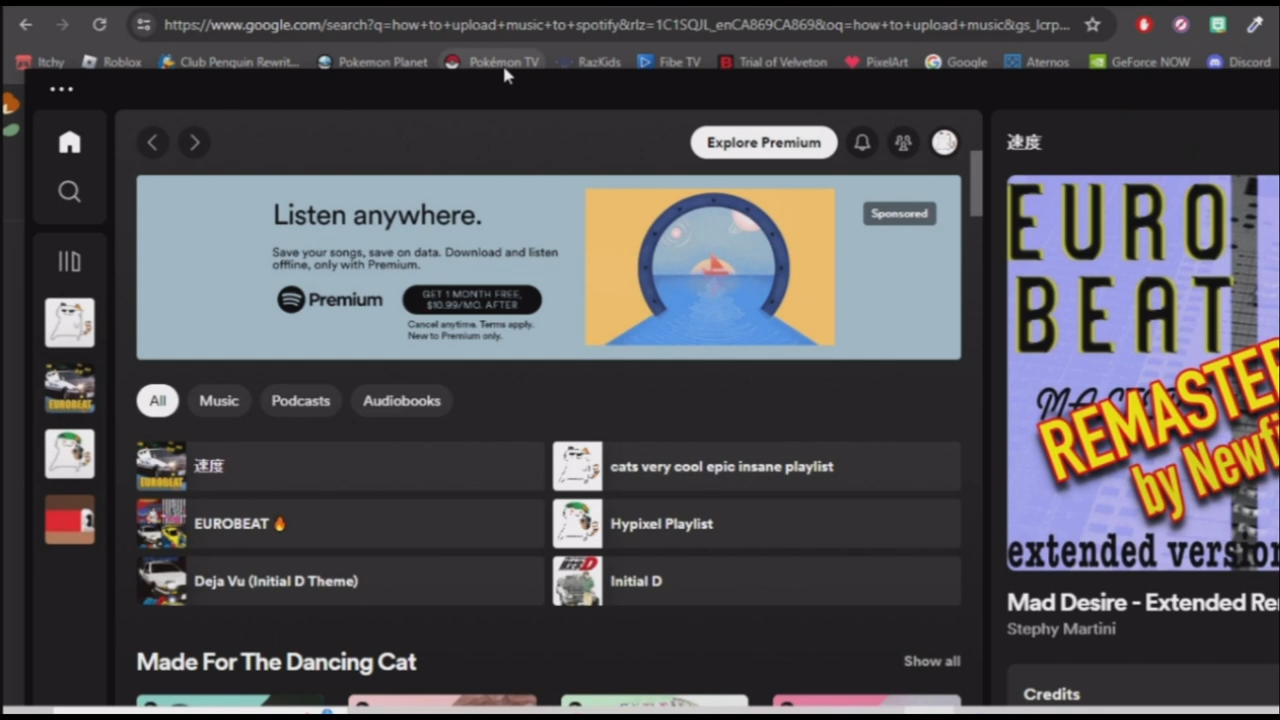 https://www.google.com/search?q=how+to+upload+music+to+spotify&rlz=1C1SQJL_enCA869CA869&oq=how+to+upload+music&gs_lcrp...
Itchy Roblox Club Penguin Rewrit... Pokemon Planet Pokémon TV RazKids Fibe TV Trial of Velveton PixelArt Google Aternos GeForce NOW Discord
Explore Premium
Listen anywhere.
Sponsored
Save your songs, save on data. Download and listen
offline, only with Premium.
Premium
GET 1 MONTH FREE,
$10.99/MO. AFTER
Cancel anytime. Terms apply.
New to Premium only.
All Music Podcasts Audiobooks
EUROBEAT
速度
cats very cool epic insane playlist
EUROBEAT 🔥
Hypixel Playlist
Deja Vu (Initial D Theme)
Initial D
Made For The Dancing Cat
Show all
速度
EURO
BEAT
REMASTE
by Newfi
extended version
Mad Desire - Extended Re
Stephy Martini
Credits